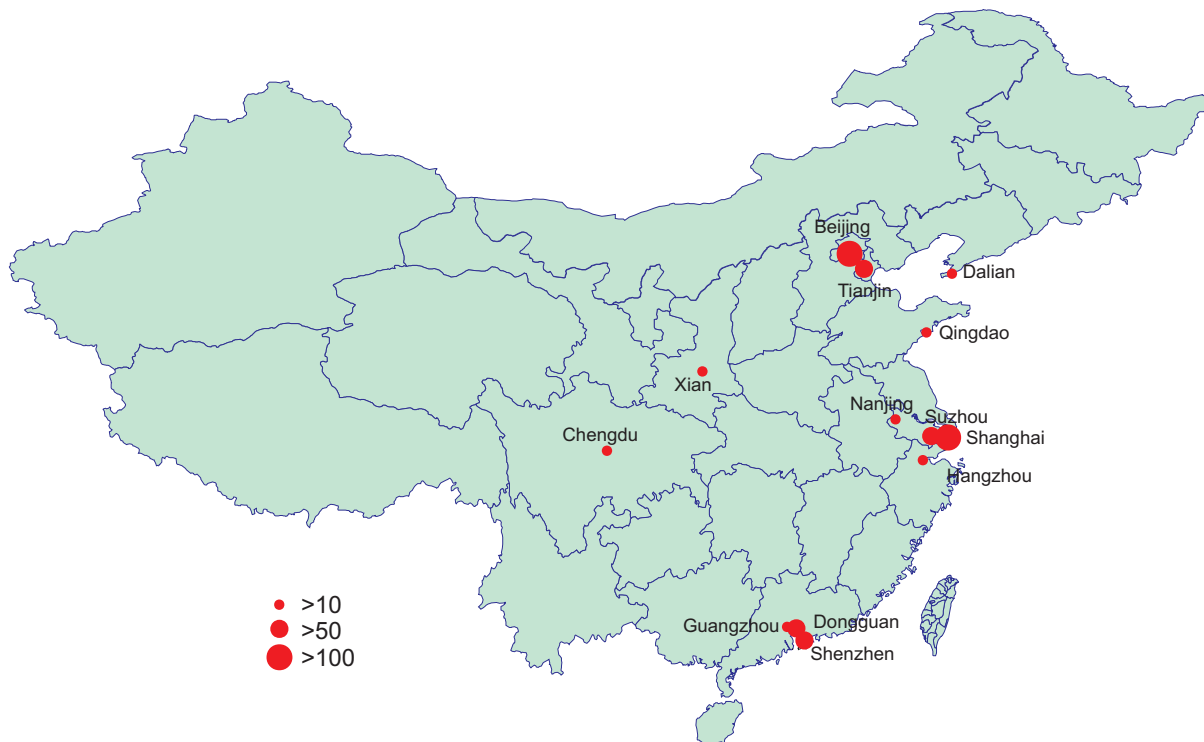 Beijing
Dalian
Tianjin
Qingdao
Xian
Nanjing
Suzhou
Chengdu
Shanghai
Hangzhou
>10
Guangzhou
Dongguan
>50
Shenzhen
>100